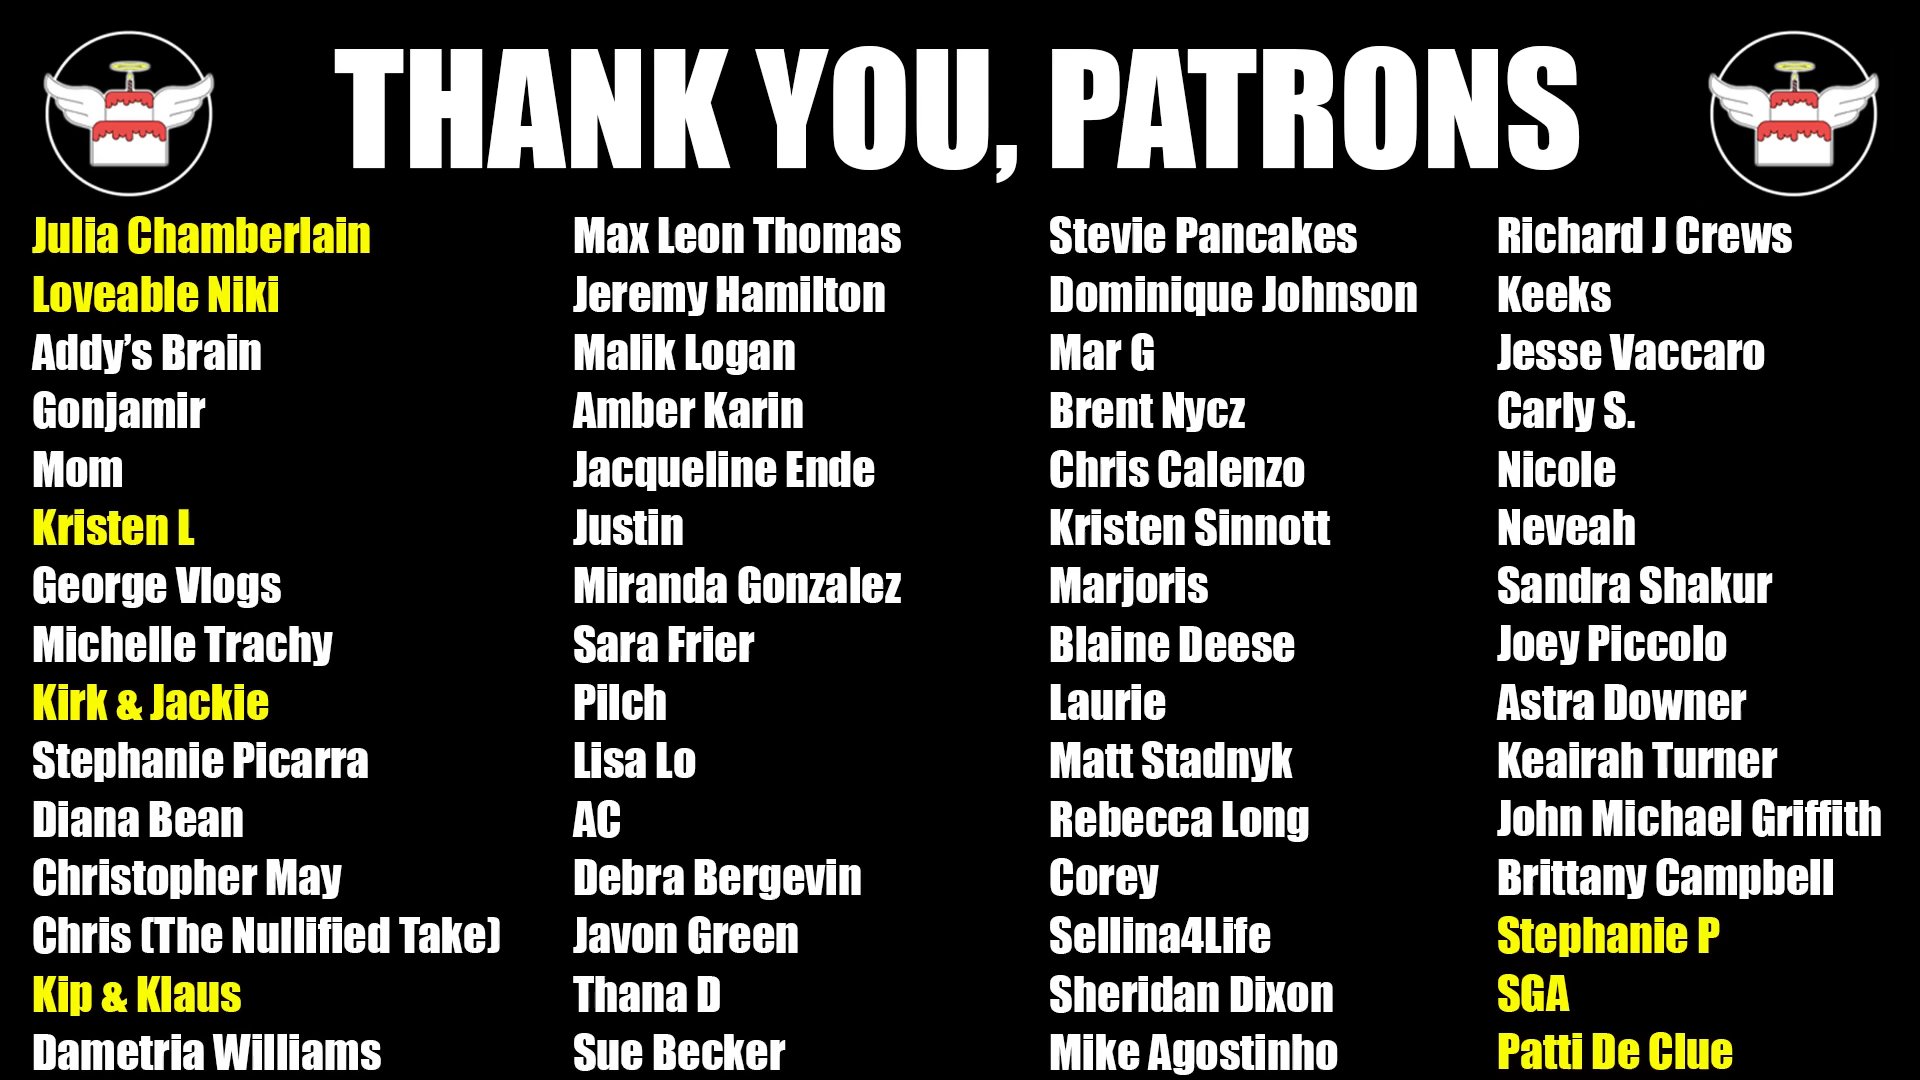 THANK YOU, PATRONS
Julia Chamberlain
Loveable Niki
Addy’s Brain
Gonjamir
Mom
Kristen L
George Vlogs
Michelle Trachy
Kirk & Jackie
Stephanie Picarra
Diana Bean
Christopher May
Chris (The Nullified Take)
Kip & Klaus
Dametria Williams
Max Leon Thomas
Jeremy Hamilton
Malik Logan
Amber Karin
Jacqueline Ende
Justin
Miranda Gonzalez
Sara Frier
Pilch
Lisa Lo
AC
Debra Bergevin
Javon Green
Thana D
Sue Becker
Stevie Pancakes
Dominique Johnson
Mar G
Brent Nycz
Chris Calenzo
Kristen Sinnott
Marjoris
Blaine Deese
Laurie
Matt Stadnyk
Rebecca Long
Corey
Sellina4Life
Sheridan Dixon
Mike Agostinho
Richard J Crews
Keeks
Jesse Vaccaro
Carly S.
Nicole
Neveah
Sandra Shakur
Joey Piccolo
Astra Downer
Keairah Turner
John Michael Griffith
Brittany Campbell
Stephanie P
SGA
Patti De Clue